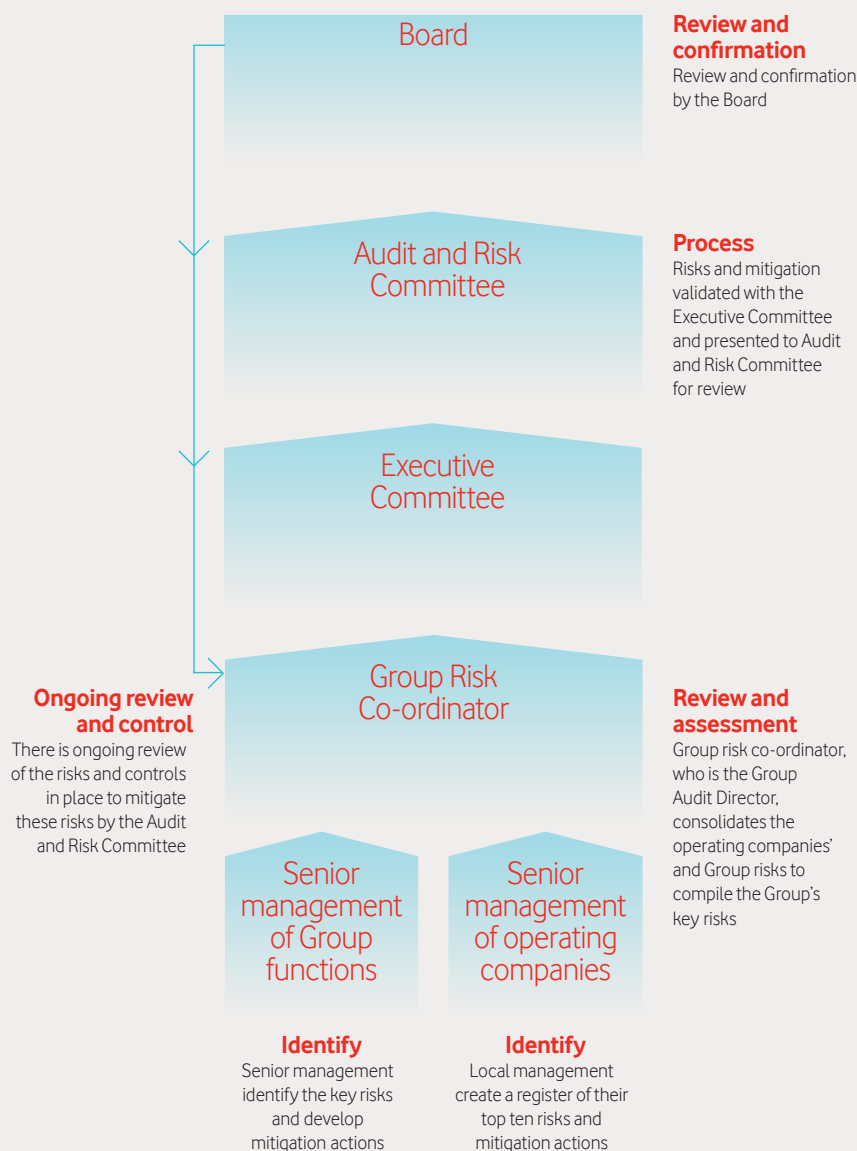 Board
Review and
confirmation
Review and confirmation
by the Board
Audit and Risk
Committee
Process
Risks and mitigation
validated with the
Executive Committee
and presented to Audit
and Risk Committee
for review
Executive
Committee
Group Risk
Co-ordinator
Ongoing review
and control
There is ongoing review
of the risks and controls
in place to mitigate
these risks by the Audit
and Risk Committee
Review and
assessment
Group risk co-ordinator,
who is the Group
Audit Director,
consolidates the
operating companies’
and Group risks to
compile the Group’s
key risks
Senior
management
of Group
functions
Senior
management
of operating
companies
Identify
Senior management
identify the key risks
and develop
mitigation actions
Identify
Local management
create a register of their
top ten risks and
mitigation actions